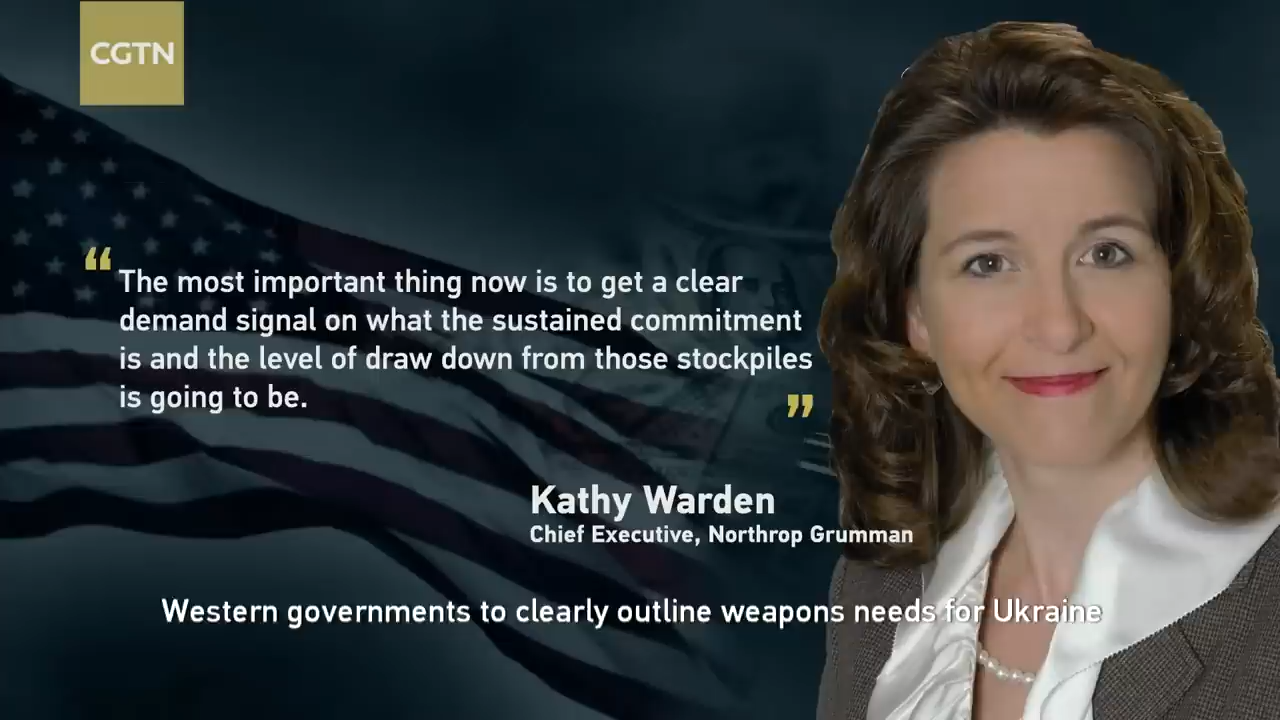 CGTN
“The most important thing now is to get a clear
demand signal on what the sustained commitment
is and the level of draw down from those stockpiles
is going to be.”
Kathy Warden
Chief Executive, Northrop Grumman
Western governments to clearly outline weapons needs for Ukraine